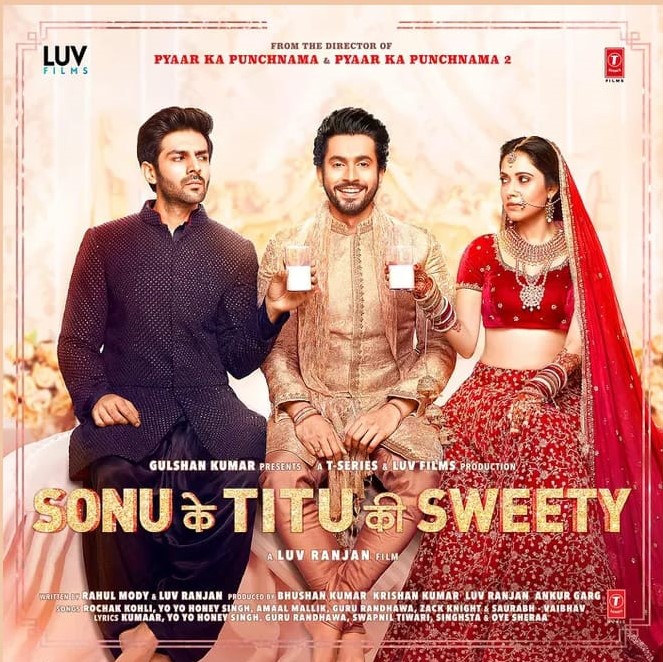 LUV
FILMS
FROM THE DIRECTOR OF
PYAAR KA PUNCHNAMA & PYAAR KA PUNCHNAMA 2
T
SERIES
FILMS
GULSHAN KUMAR PRESENTS A T-SERIES & LUV FILMS PRODUCTION
SONU के TITU की SWEETY
A LUV RANJAN FILM
WRITTEN BY RAHUL MODY & LUV RANJAN PRODUCED BY BHUSHAN KUMAR KRISHAN KUMAR LUV RANJAN ANKUR GARG
SONGS ROCHAK KOHLI, YO YO HONEY SINGH, AMAAL MALLIK, GURU RANDHAWA, ZACK KNIGHT & SAURABH - VAIBHAV
LYRICS KUMAAR, YO YO HONEY SINGH, GURU RANDHAWA, SWAPNIL TIWARI, SINGHSTA & OYE SHERAA
T